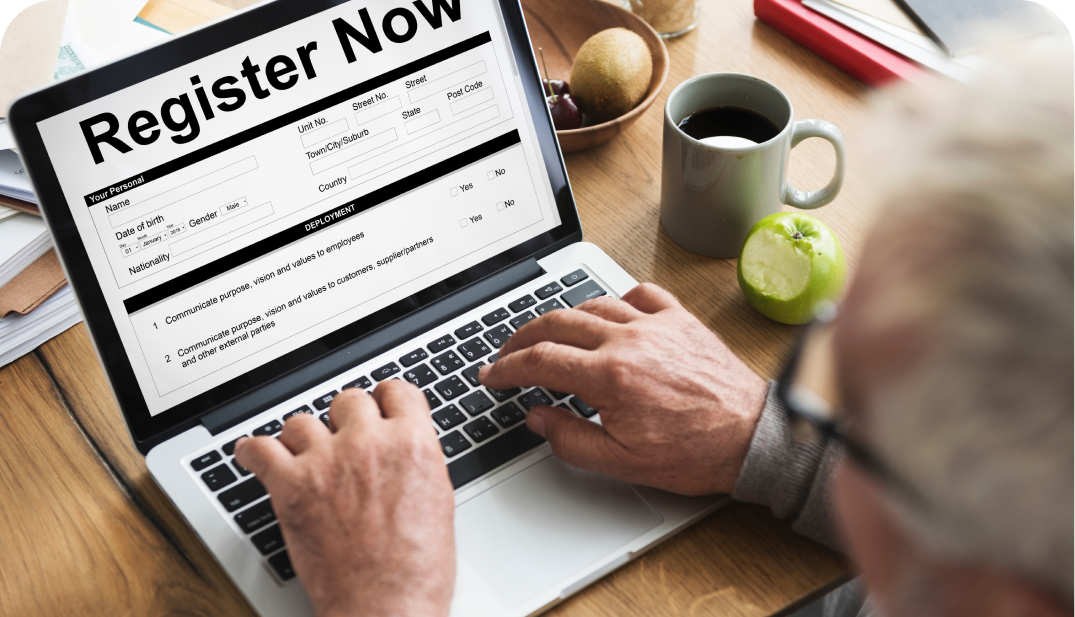 Register Now
Your Personal
Name
Unit No.
Street No.
Street
Town/City/Suburb
State
Post Code
Date of birth
Day
Month
Year
01
January
2016
Gender
Male
Country
Nationality
DEPLOYMENT
Yes
No
1 Communicate purpose, vision and values to employees
Yes
No
2 Communicate purpose, vision and values to customers, supplier/partners
and other external parties